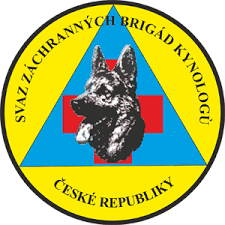 SVAZ ZÁCHRANNÝCH BRIGÁD KYNOLOGŮ
ČESKÉ REPUBLIKY